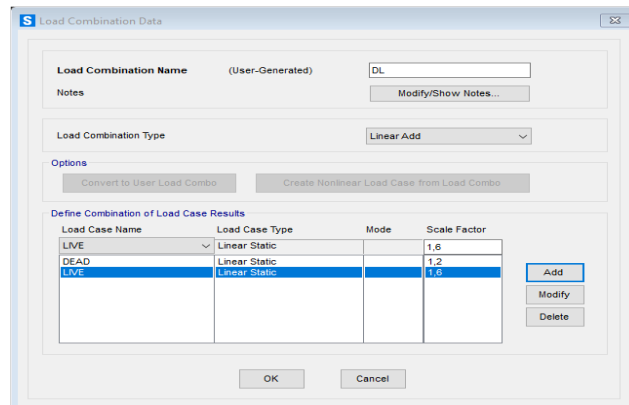 S Load Combination Data
Load Combination Name (User-Generated) DL
Notes Modify/Show Notes...
Load Combination Type Linear Add
Options
Convert to User Load Combo Create Nonlinear Load Case from Load Combo
Define Combination of Load Case Results
Load Case Name Load Case Type Mode Scale Factor
LIVE Linear Static 1,6
DEAD Linear Static 1,2
LIVE Linear Static 1,6
Add
Modify
Delete
OK Cancel